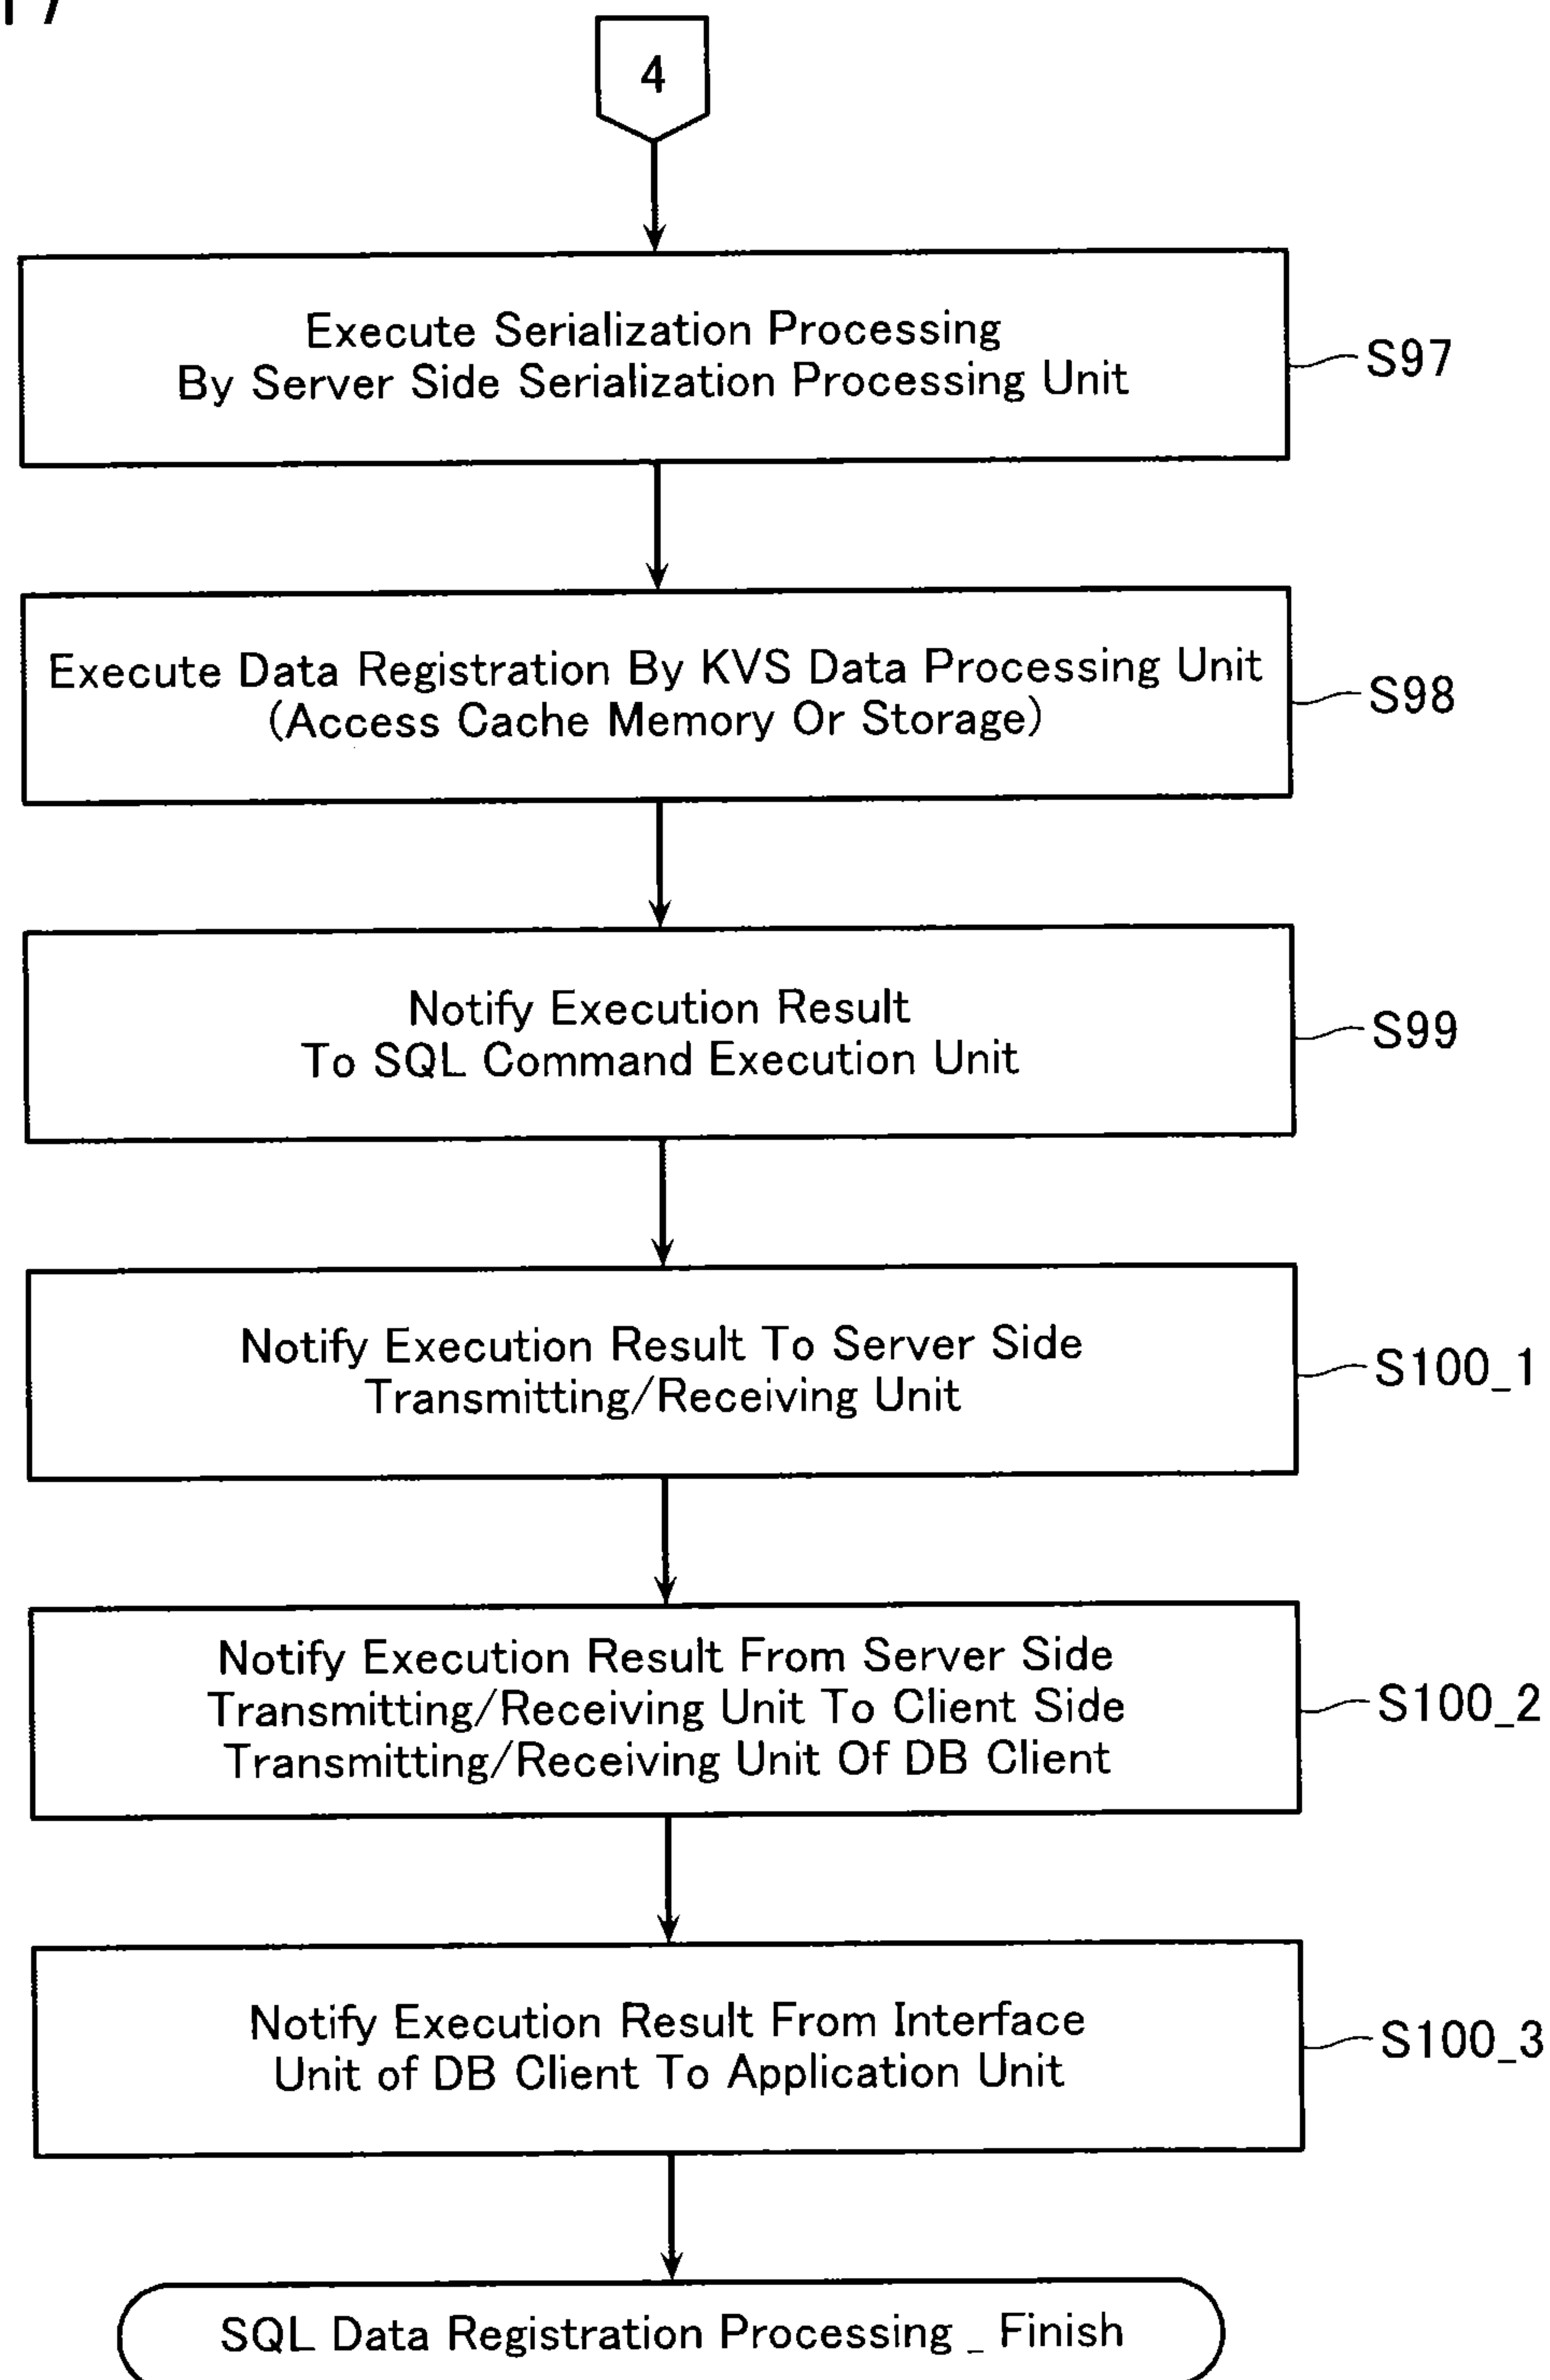 4
Execute Serialization Processing
By Server Side Serialization Processing Unit
S97
Execute Data Registration By KVS Data Processing Unit
(Access Cache Memory Or Storage)
S98
Notify Execution Result
To SQL Command Execution Unit
S99
Notify Execution Result To Server Side
Transmitting/Receiving Unit
S100_1
Notify Execution Result From Server Side
Transmitting/Receiving Unit To Client Side
Transmitting/Receiving Unit Of DB Client
S100_2
Notify Execution Result From Interface
Unit of DB Client To Application Unit
S100_3
SQL Data Registration Processing _ Finish